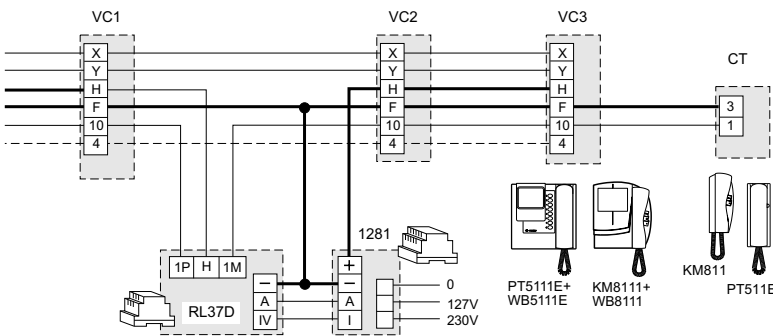 VC1 VC2 VC3
CT
X X X
Y Y Y
H H H
F F F 3
10 10 10 1
4 4 4
1281
1P H 1M
+
– –
0
A A
127V
RL37D
IV I
230V
KM811
PT511E
PT5111E+ KM8111+
WB5111E WB8111